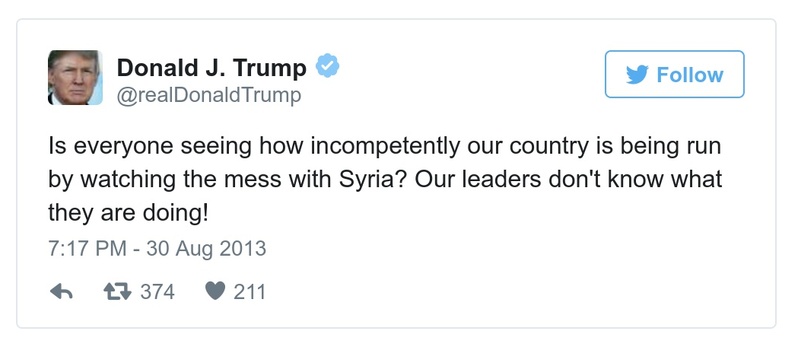 Donald J. Trump
@realDonaldTrump
Follow
Is everyone seeing how incompetently our country is being run
by watching the mess with Syria? Our leaders don't know what
they are doing!
7:17 PM - 30 Aug 2013
374 211